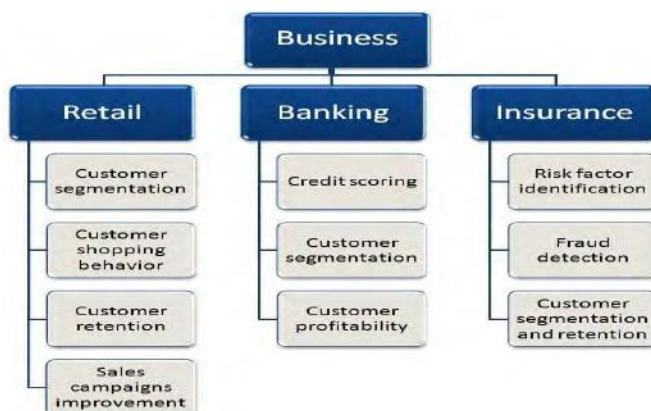 Business
Retail
Banking
Insurance
Customer
segmentation
Customer
shopping
behavior
Customer
retention
Sales
campaigns
improvement
Credit scoring
Customer
segmentation
Customer
profitability
Risk factor
identification
Fraud
detection
Customer
segmentation
and retention